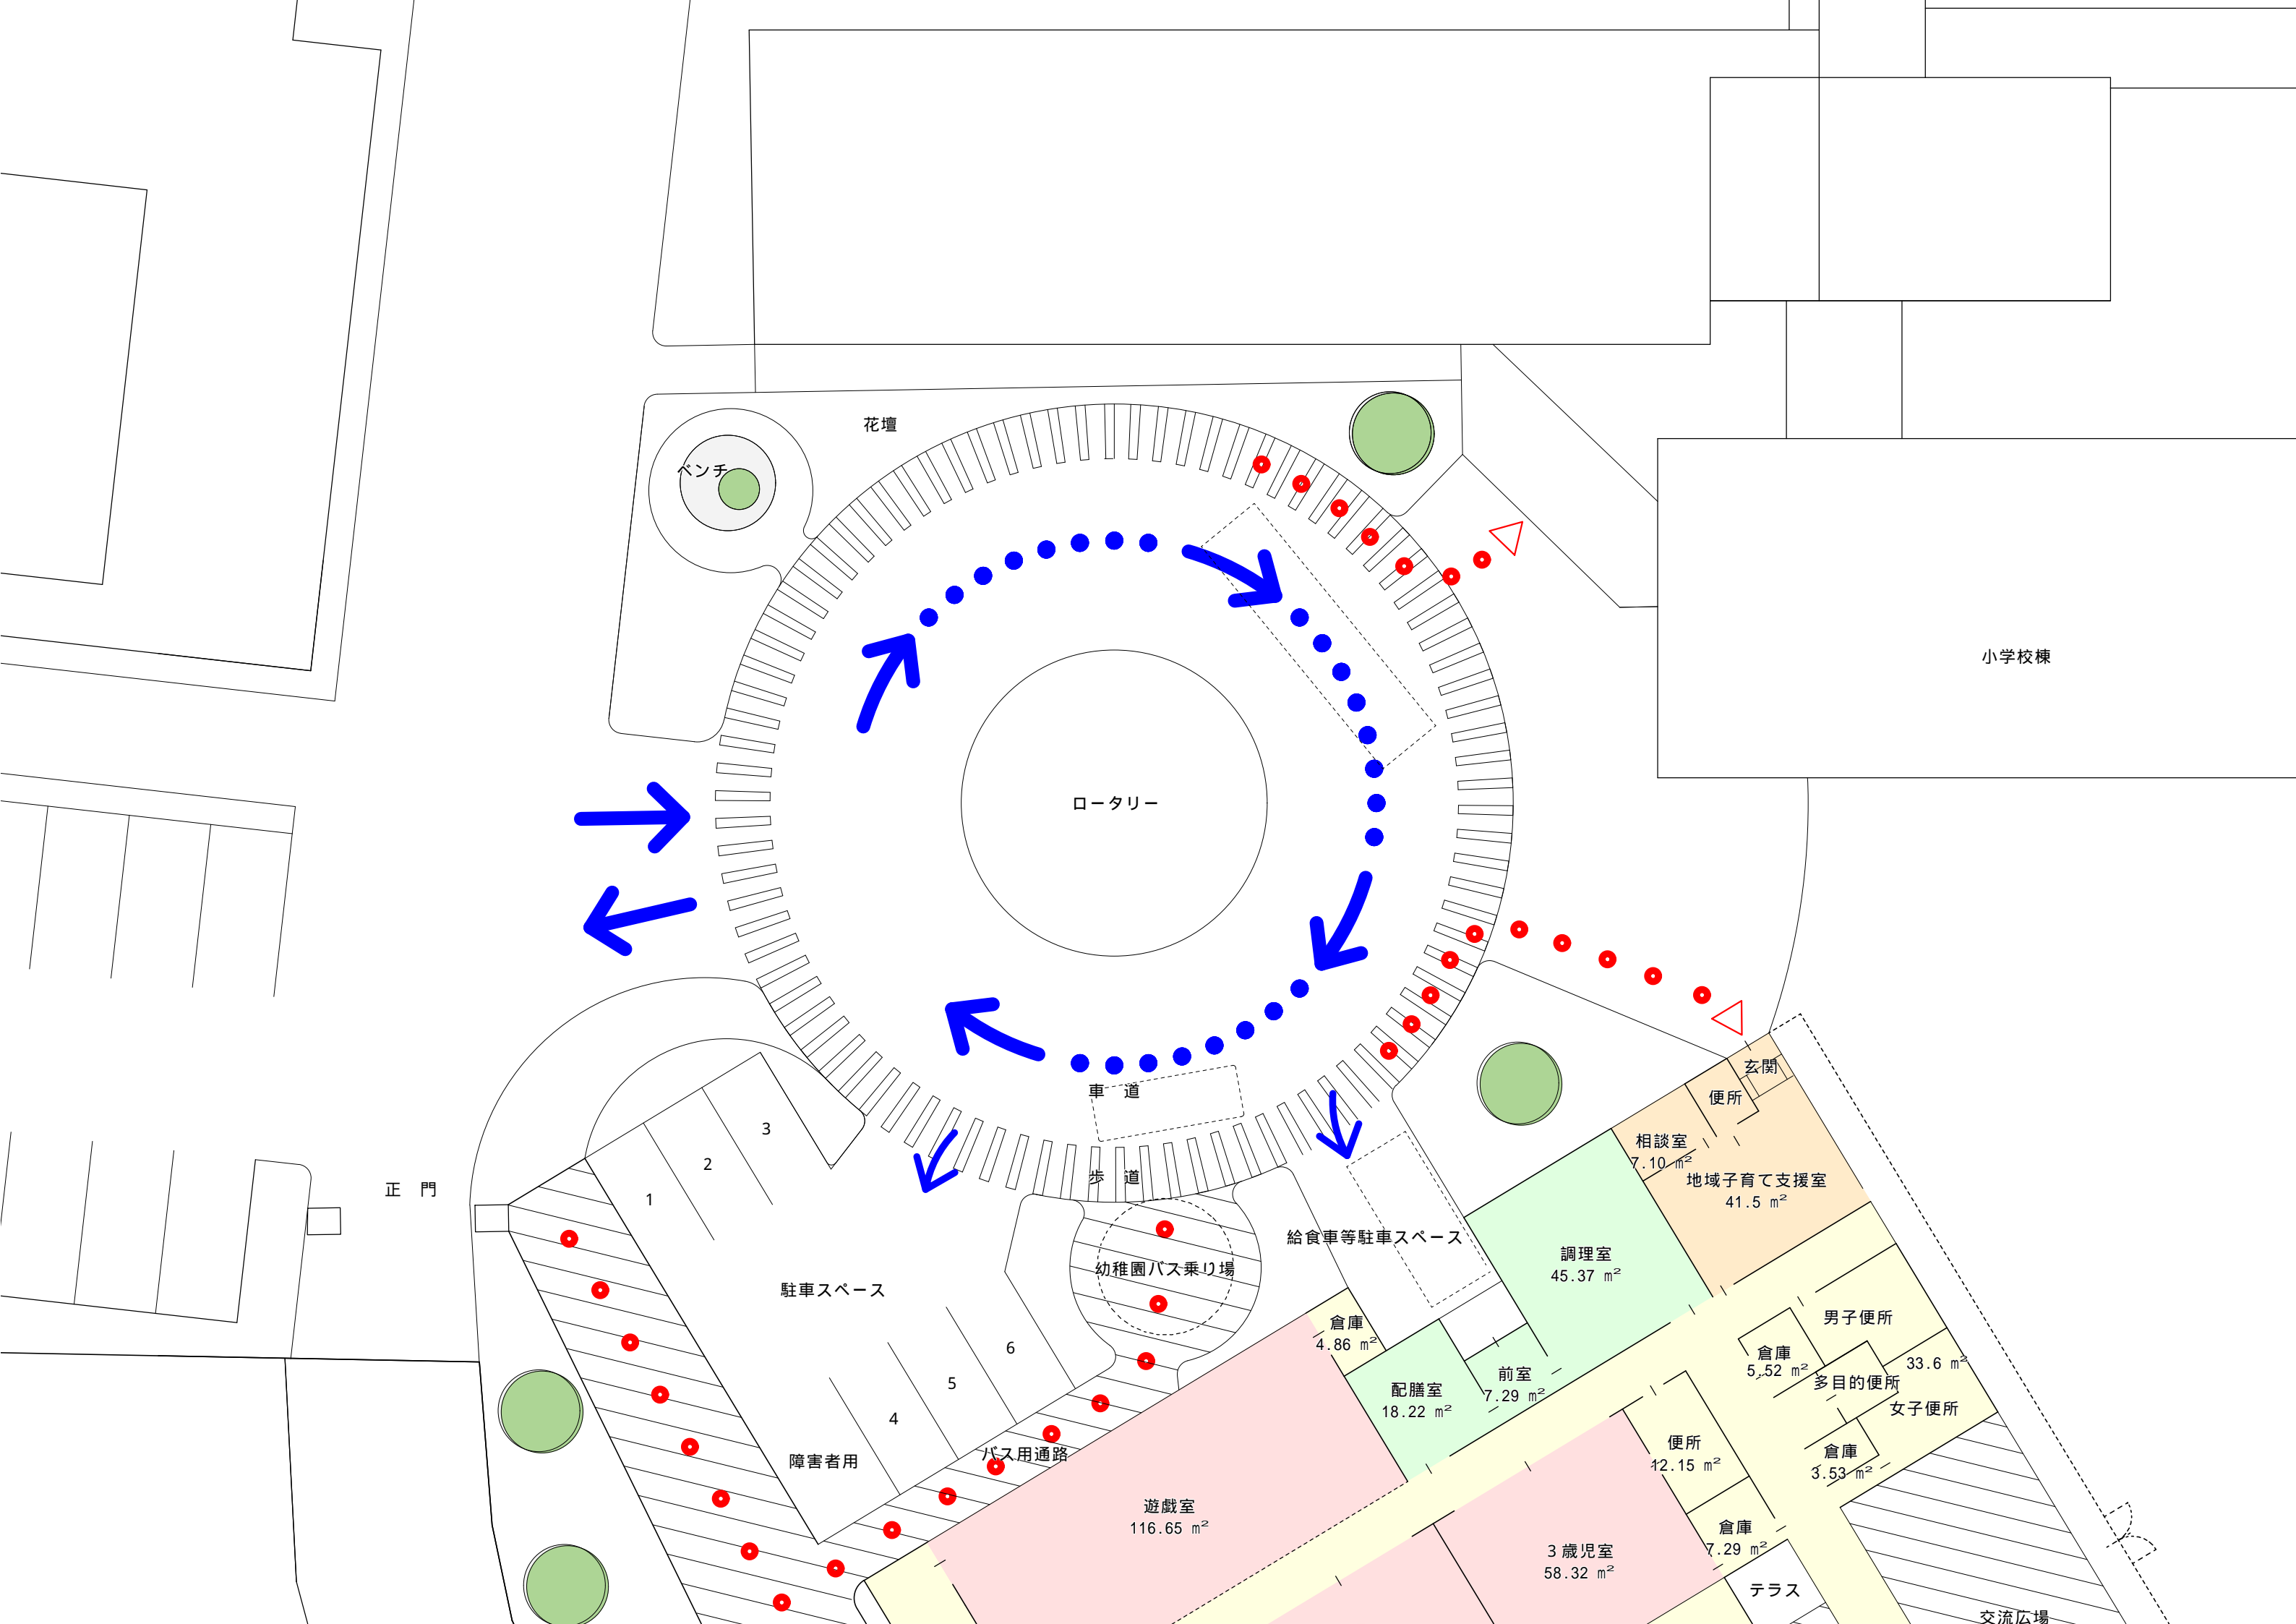 花壇
ベンチ
小学校棟
ロータリー
玄関
車　道
便所
3
相談室
7.10 ㎡
2
歩　道
地域子育て支援室
41.5 ㎡
正　門
1
給食車等駐車スペース
調理室
45.37 ㎡
幼稚園バス乗り場
駐車スペース
男子便所
倉庫
4.86 ㎡
6
倉庫
5.52 ㎡
33.6 ㎡
前室
7.29 ㎡
多目的便所
5
配膳室
18.22 ㎡
女子便所
4
便所
12.15 ㎡
バス用通路
倉庫
3.53 ㎡
障害者用
遊戯室
116.65 ㎡
倉庫
7.29 ㎡
３歳児室
58.32 ㎡
テラス
交流広場